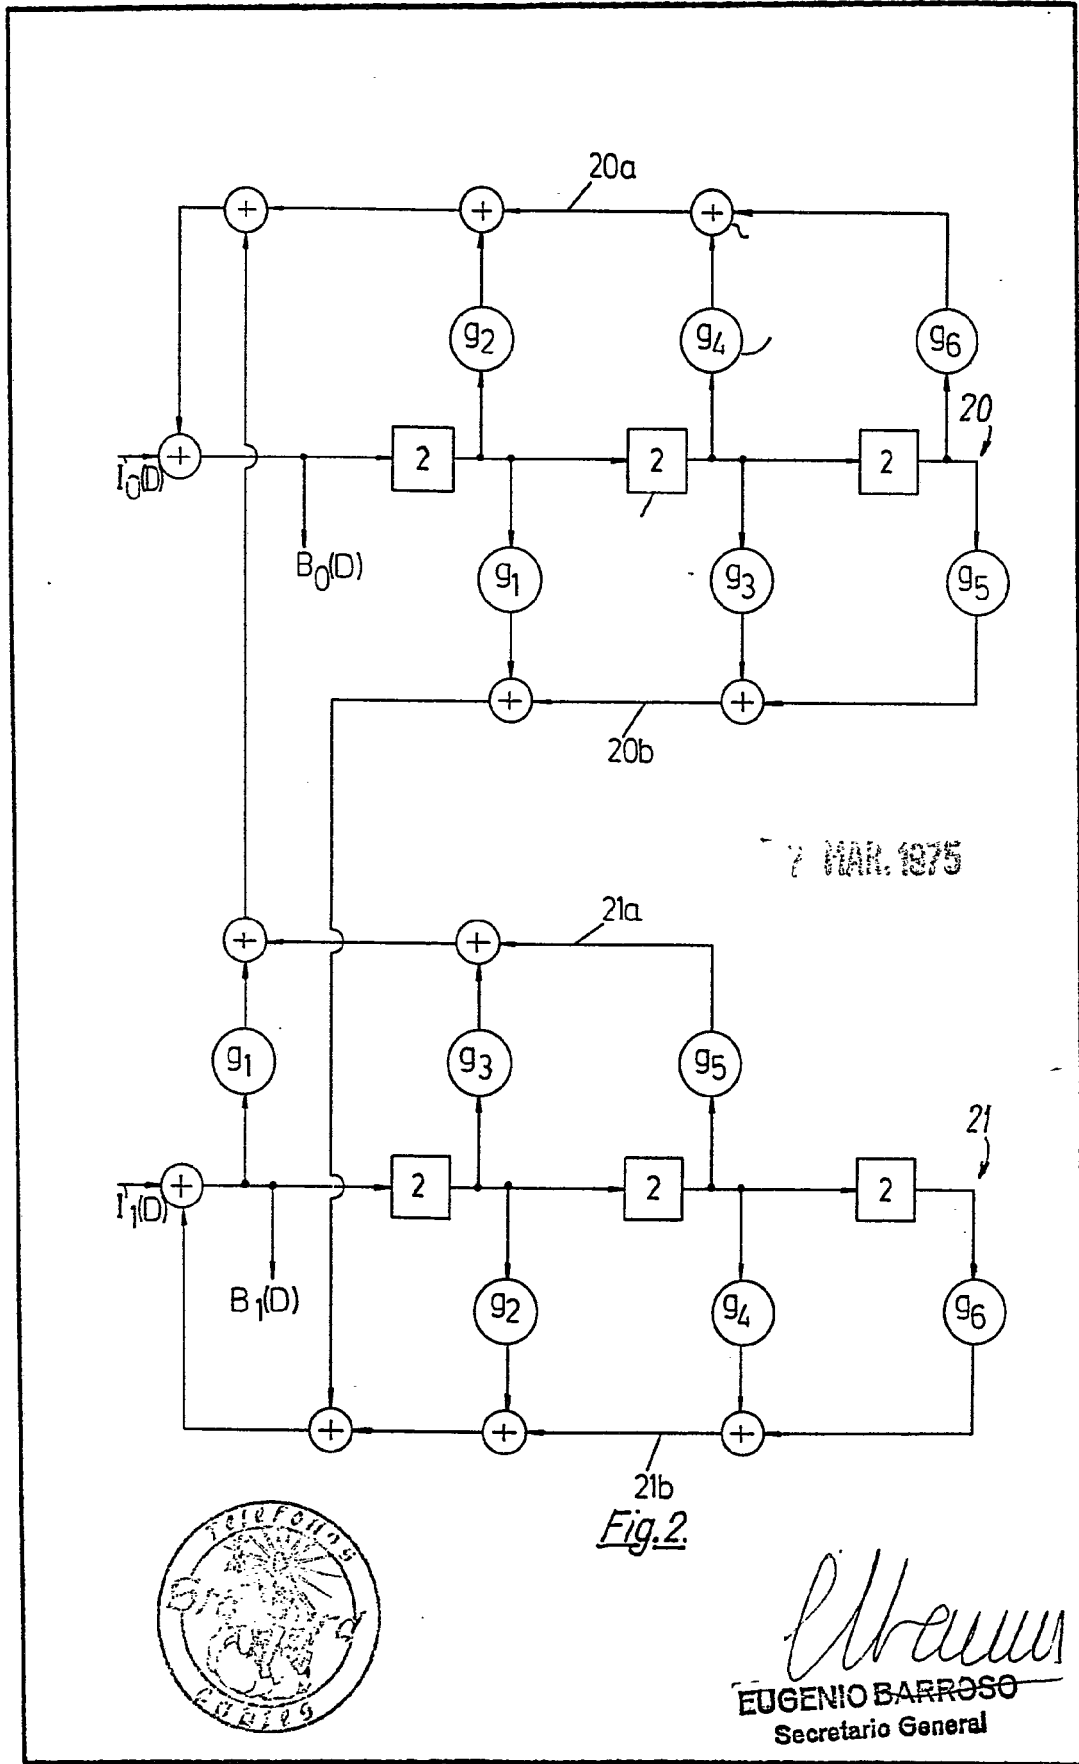 20a
+ + +
g2 g4 g6
20
I0(D) + 2 2 2
B0(D)
g1 g3 g5
+ +
20b
7 MAR. 1975
21a
+ +
g1 g3 g5
21
I1(D) + 2 2 2
B1(D)
g2 g4 g6
+ + +
21b
Fig.2.
Telefonos
EUGENIO BARROSO
Secretario General